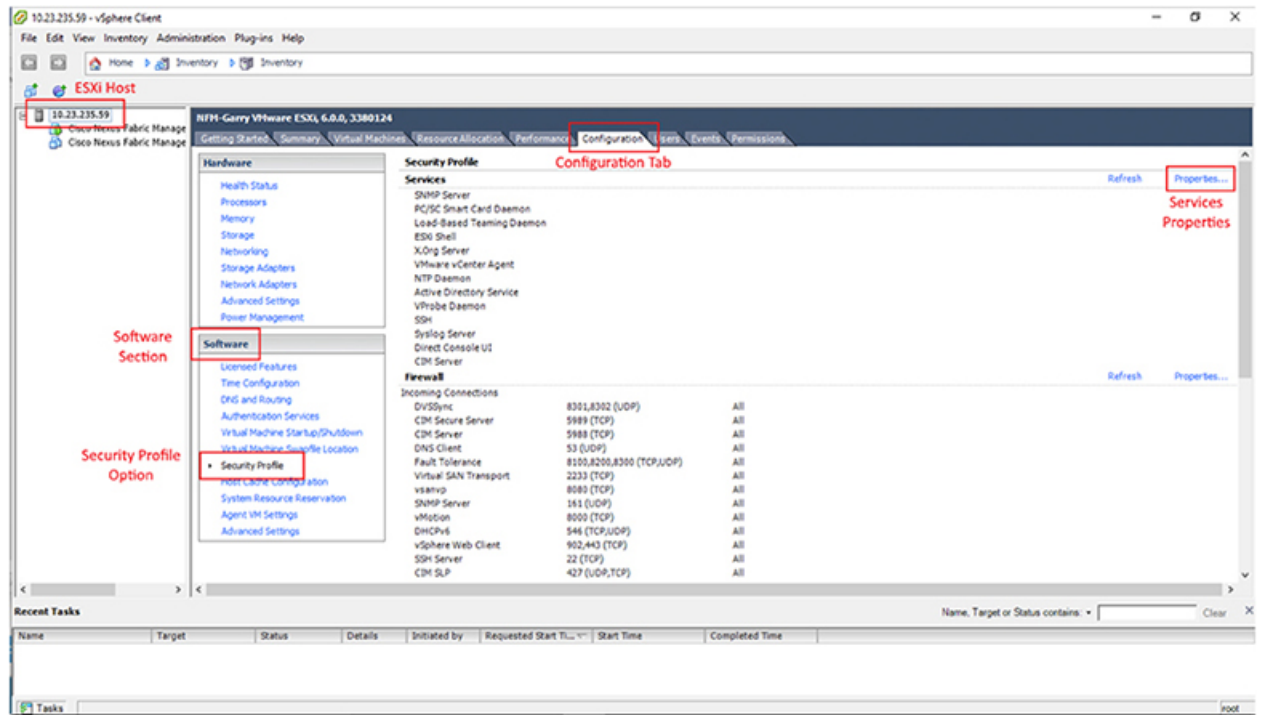 10.23.235.59 - vSphere Client
File Edit View Inventory Administration Plug-ins Help
Home Inventory Inventory
ESXi Host
10.23.235.59
Cisco Nexus Fabric Manage
Cisco Nexus Fabric Manage
NFM-Garry VMware ESXi, 6.0.0, 3380124
Getting Started Summary Virtual Machines Resource Allocation Performance Configuration Users Events Permissions
Configuration Tab
Hardware
Health Status
Processors
Memory
Storage
Networking
Storage Adapters
Network Adapters
Advanced Settings
Power Management
Software Section
Software
Licensed Features
Time Configuration
DNS and Routing
Authentication Services
Virtual Machine Startup/Shutdown
Virtual Machine Swapfile Location
Security Profile Option
Security Profile
Host Cache Configuration
System Resource Reservation
Agent VM Settings
Advanced Settings
Security Profile
Services Refresh Properties...
Services Properties
SNMP Server
PC/SC Smart Card Daemon
Load-Based Teaming Daemon
ESXi Shell
X.Org Server
VMware vCenter Agent
NTP Daemon
Active Directory Service
VProbe Daemon
SSH
Syslog Server
Direct Console UI
CIM Server
Firewall Refresh Properties...
Incoming Connections
DVSSync 8301,8302 (UDP) All
CIM Secure Server 5989 (TCP) All
CIM Server 5988 (TCP) All
DNS Client 53 (UDP) All
Fault Tolerance 8100,8200,8300 (TCP,UDP) All
Virtual SAN Transport 2233 (TCP) All
vsanvp 8080 (TCP) All
SNMP Server 161 (UDP) All
vMotion 8000 (TCP) All
DHCPv6 546 (TCP,UDP) All
vSphere Web Client 902,443 (TCP) All
SSH Server 22 (TCP) All
CIM SLP 427 (UDP,TCP) All
Recent Tasks Name, Target or Status contains: Clear
Name Target Status Details Initiated by Requested Start Ti... Start Time Completed Time
Tasks root